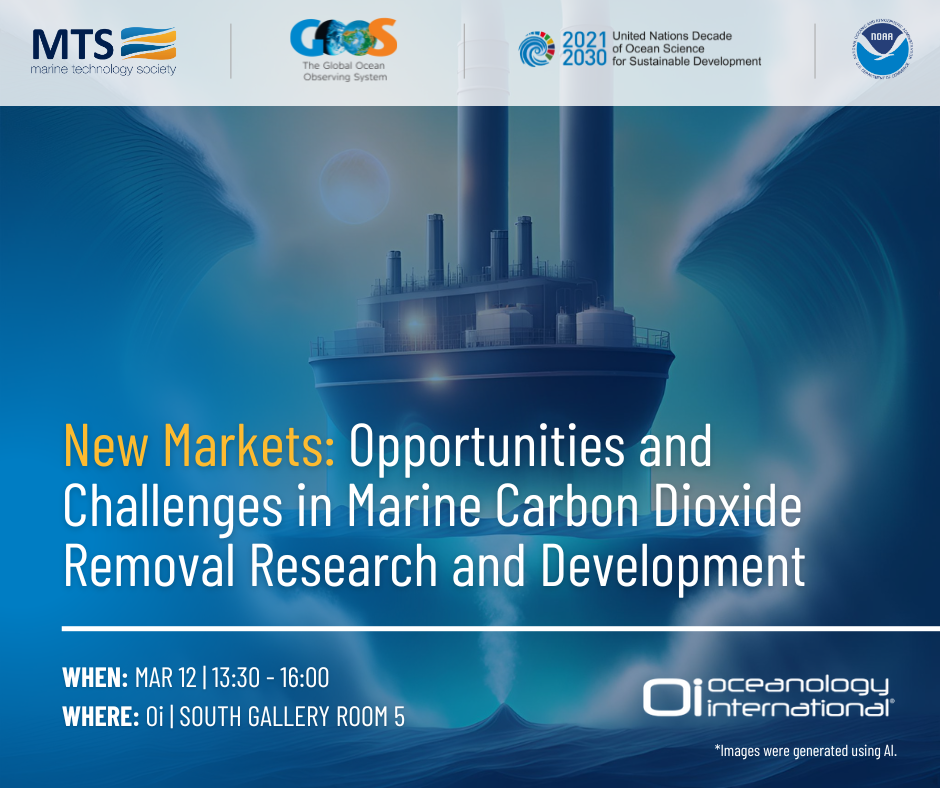 MTS
marine technology society
GOOS
The Global Ocean
Observing System
2021
2030
United Nations Decade
of Ocean Science
for Sustainable Development
NOAA
New Markets: Opportunities and
Challenges in Marine Carbon Dioxide
Removal Research and Development
WHEN: MAR 12 | 13:30 - 16:00
WHERE: Oi | SOUTH GALLERY ROOM 5
Oi oceanology
international®
*Images were generated using AI.